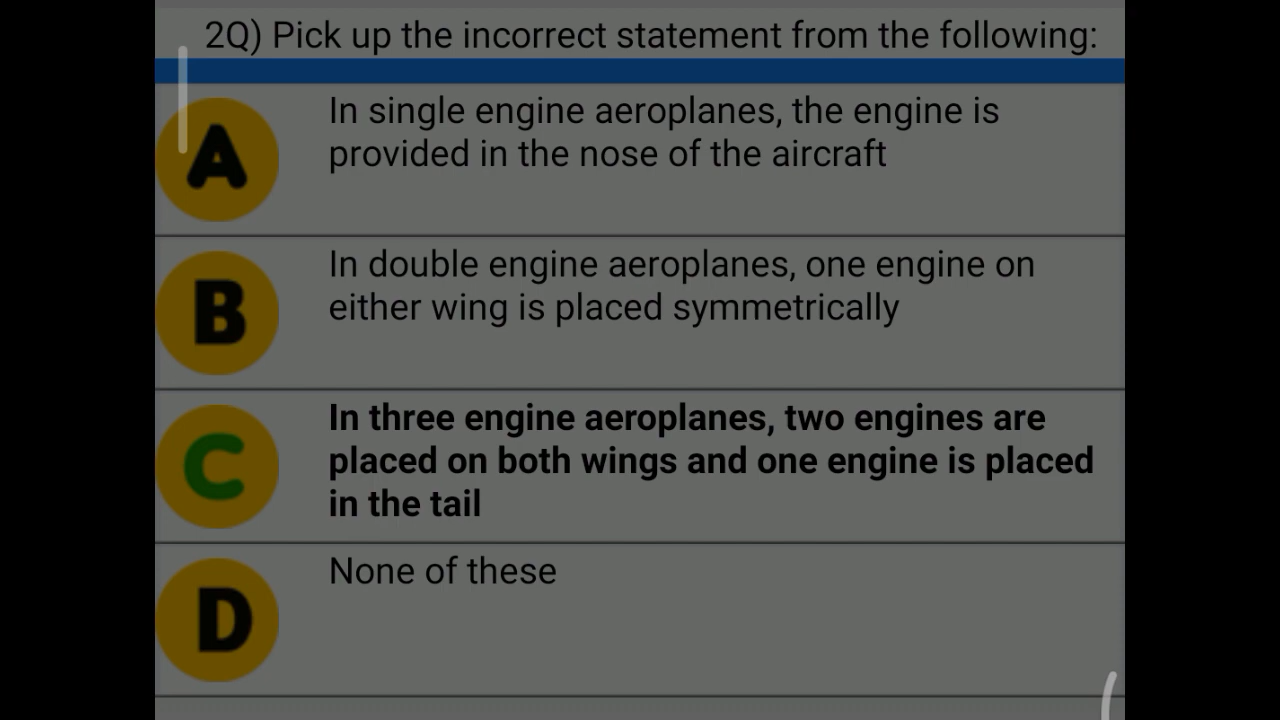 2Q) Pick up the incorrect statement from the following:
A
In single engine aeroplanes, the engine is
provided in the nose of the aircraft
B
In double engine aeroplanes, one engine on
either wing is placed symmetrically
C
In three engine aeroplanes, two engines are
placed on both wings and one engine is placed
in the tail
D
None of these